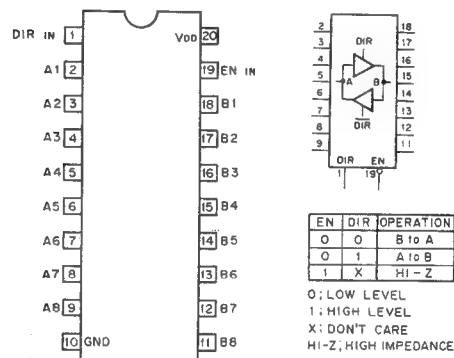 DIR IN 1 VDD 20
A1 2 19 EN IN
A2 3 18 B1
A3 4 17 B2
A4 5 16 B3
A5 6 15 B4
A6 7 14 B5
A7 8 13 B6
A8 9 12 B7
10 GND 11 B8
2 18
3 DIR 17
4 16
5 A B 15
6 14
7 DIR 13
8 12
9 11
DIR EN
1 19
EN DIR OPERATION
0 0 B to A
0 1 A to B
1 X HI-Z
0; LOW LEVEL
1; HIGH LEVEL
X; DON'T CARE
HI-Z; HIGH IMPEDANCE